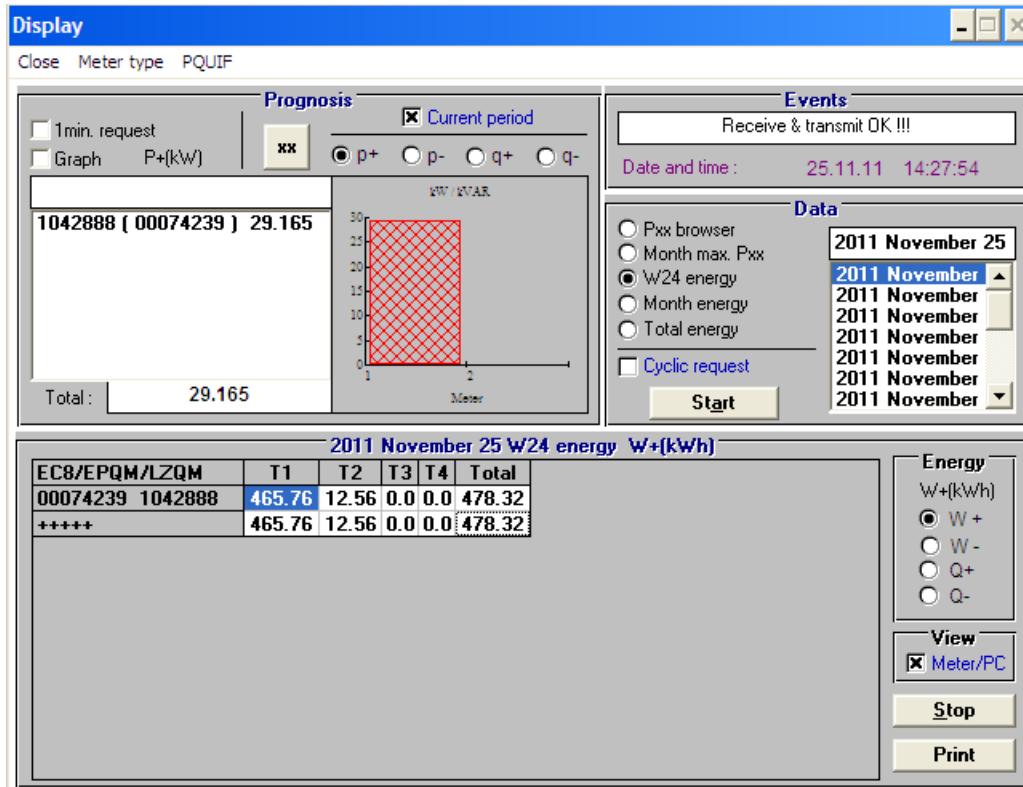 Display
Close Meter type PQUIF
Prognosis
1min. request
Graph P+(kW)
xx
Current period
p+ p- q+ q-
1042888 ( 00074239 ) 29.165
Total : 29.165
kW / kVAR
30
25
20
15
10
5
0
1 2
Meter
Events
Receive & transmit OK !!!
Date and time : 25.11.11 14:27:54
Data
Pxx browser
Month max. Pxx
W24 energy
Month energy
Total energy
Cyclic request
Start
2011 November 25
2011 November
2011 November
2011 November
2011 November
2011 November
2011 November
2011 November
2011 November 25 W24 energy W+(kWh)
EC8/EPQM/LZQM T1 T2 T3 T4 Total
00074239 1042888 465.76 12.56 0.0 0.0 478.32
+++++ 465.76 12.56 0.0 0.0 478.32
Energy
W+(kWh)
W +
W -
Q+
Q-
View
Meter/PC
Stop
Print